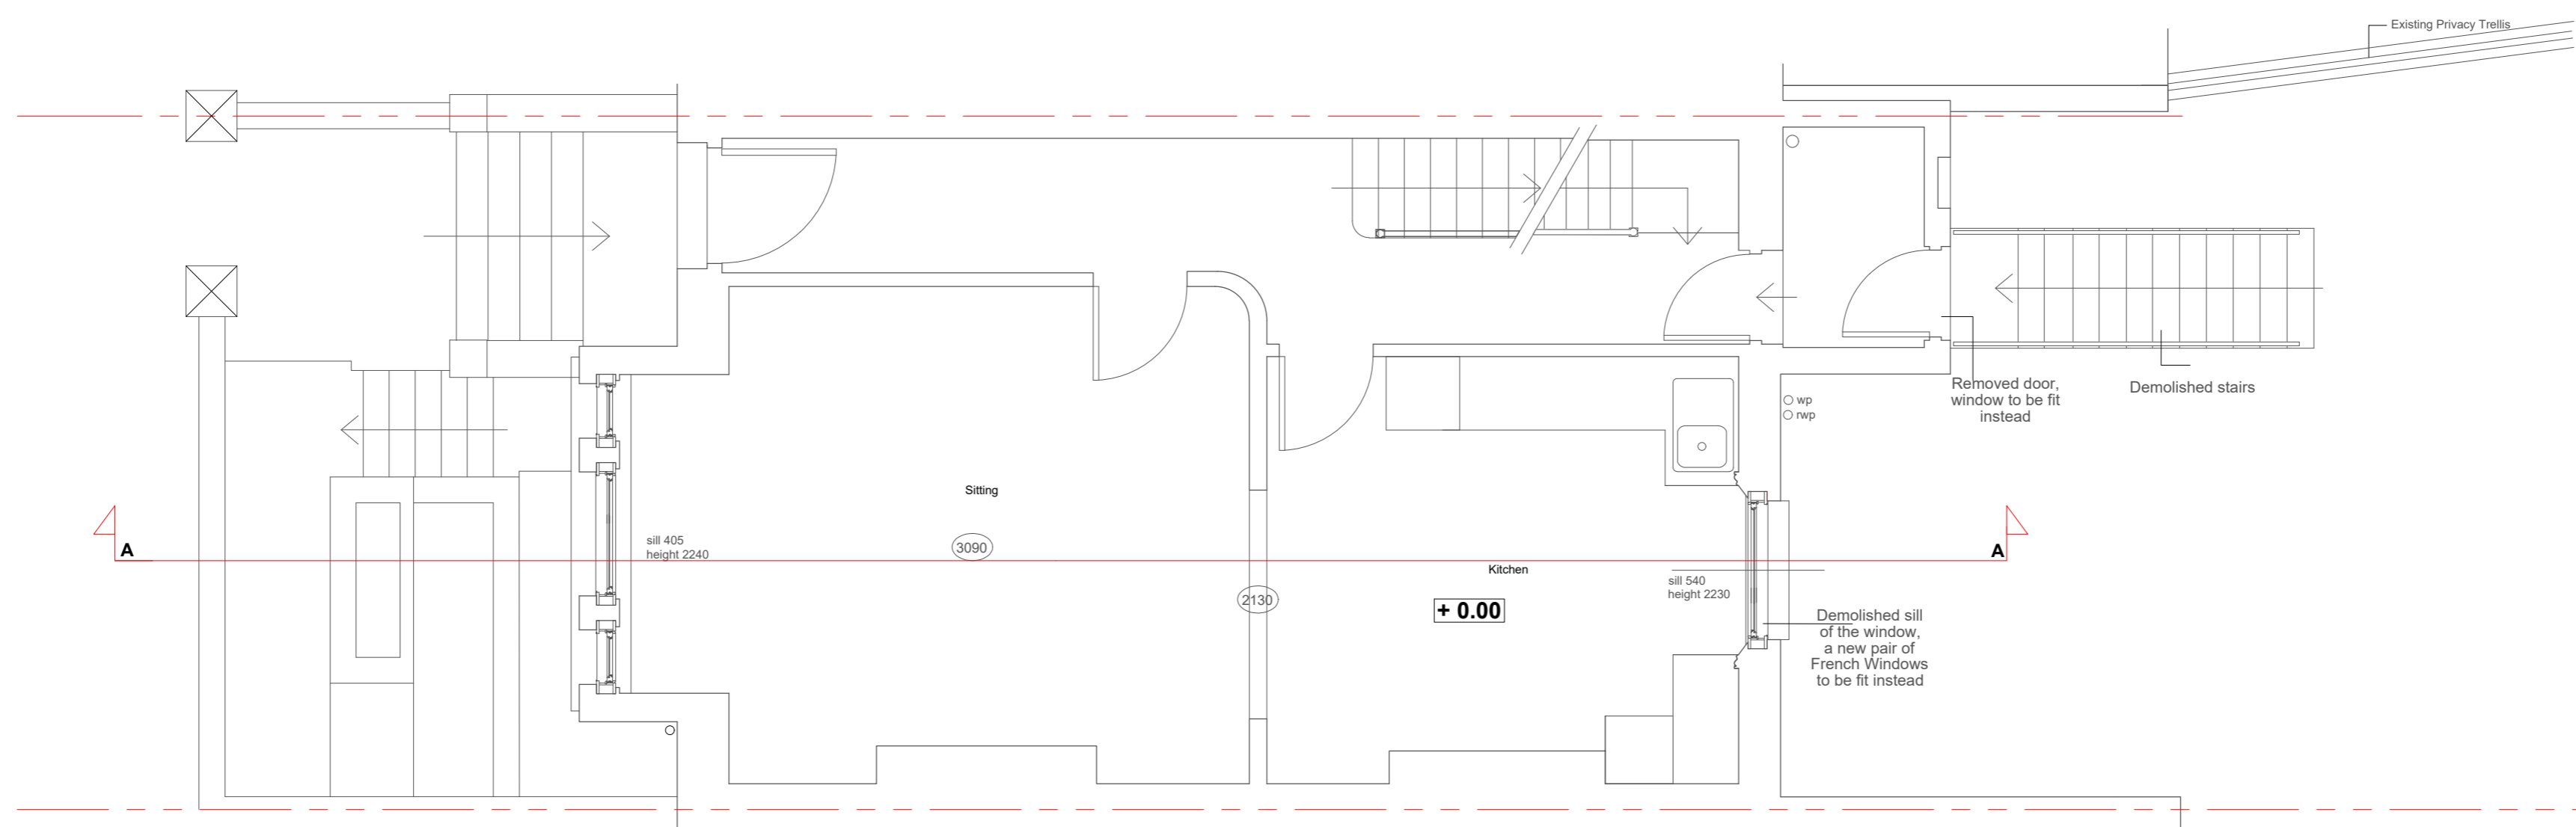 Existing Privacy Trellis
Removed door,
window to be fit
instead
Demolished stairs
wp
rwp
Sitting
sill 405
height 2240
3090
A
A
Kitchen
sill 540
height 2230
2130
+ 0.00
Demolished sill
of the window,
a new pair of
French Windows
to be fit instead